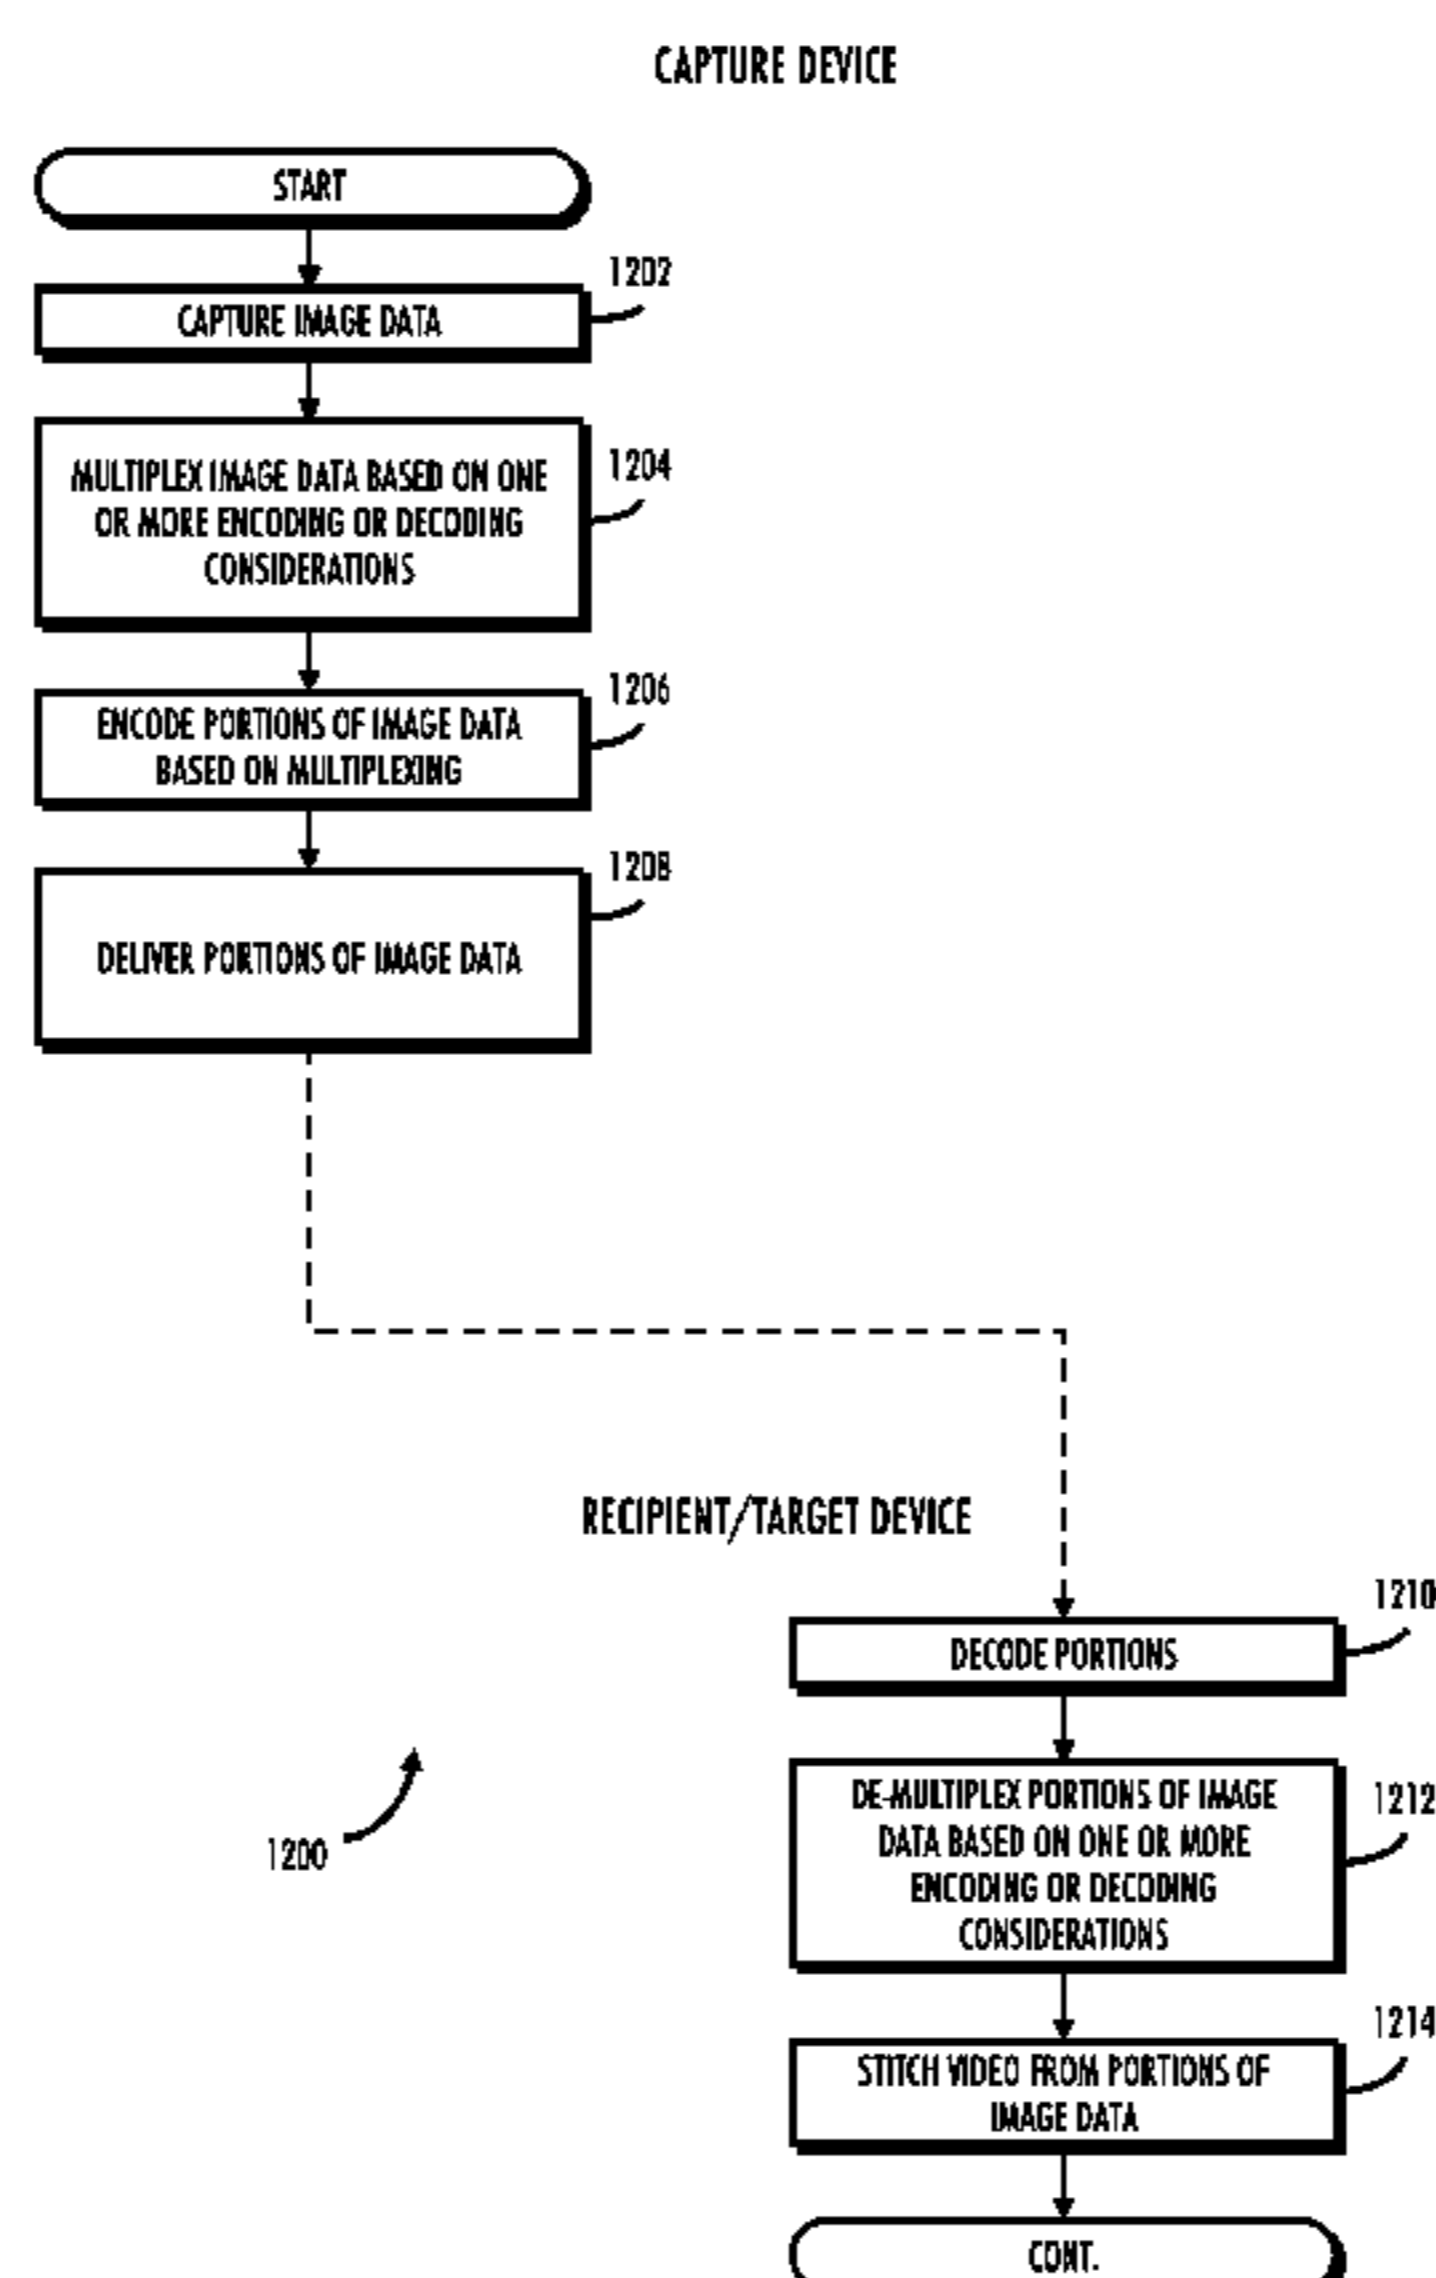 CAPTURE DEVICE
START
1202
CAPTURE IMAGE DATA
1204
MULTIPLEX IMAGE DATA BASED ON ONE
OR MORE ENCODING OR DECODING
CONSIDERATIONS
1206
ENCODE PORTIONS OF IMAGE DATA
BASED ON MULTIPLEXING
1208
DELIVER PORTIONS OF IMAGE DATA
RECIPIENT/TARGET DEVICE
1210
DECODE PORTIONS
1212
DE-MULTIPLEX PORTIONS OF IMAGE
DATA BASED ON ONE OR MORE
ENCODING OR DECODING
CONSIDERATIONS
1200
1214
STITCH VIDEO FROM PORTIONS OF
IMAGE DATA
CONT.